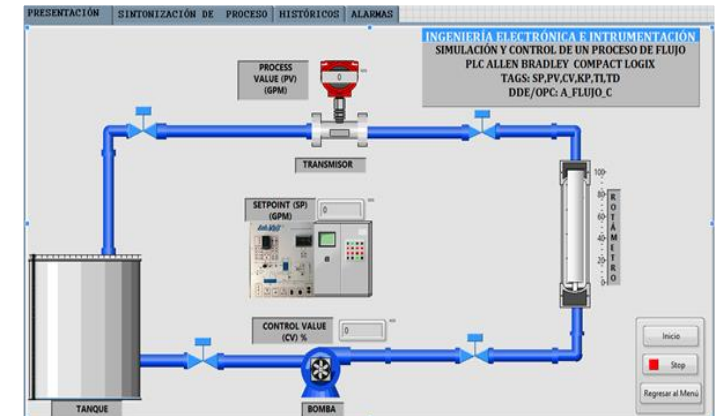 PRESENTACIÓN
SINTONIZACIÓN DE PROCESO
HISTÓRICOS
ALARMAS
INGENIERÍA ELECTRÓNICA E INTRUMENTACIÓN
SIMULACIÓN Y CONTROL DE UN PROCESO DE FLUJO
PLC ALLEN BRADLEY COMPACT LOGIX
TAGS: SP,PV,CV,KP,TI,TD
DDE/OPC: A_FLUJO_C
PROCESS
VALUE (PV)
(GPM)
0
TRANSMISOR
SETPOINT (SP)
(GPM)
0
100
80
60
40
20
0
ROTÁMETRO
CONTROL VALUE
(CV) %
0
Inicio
Stop
Regresar al Menú
TANQUE
BOMBA